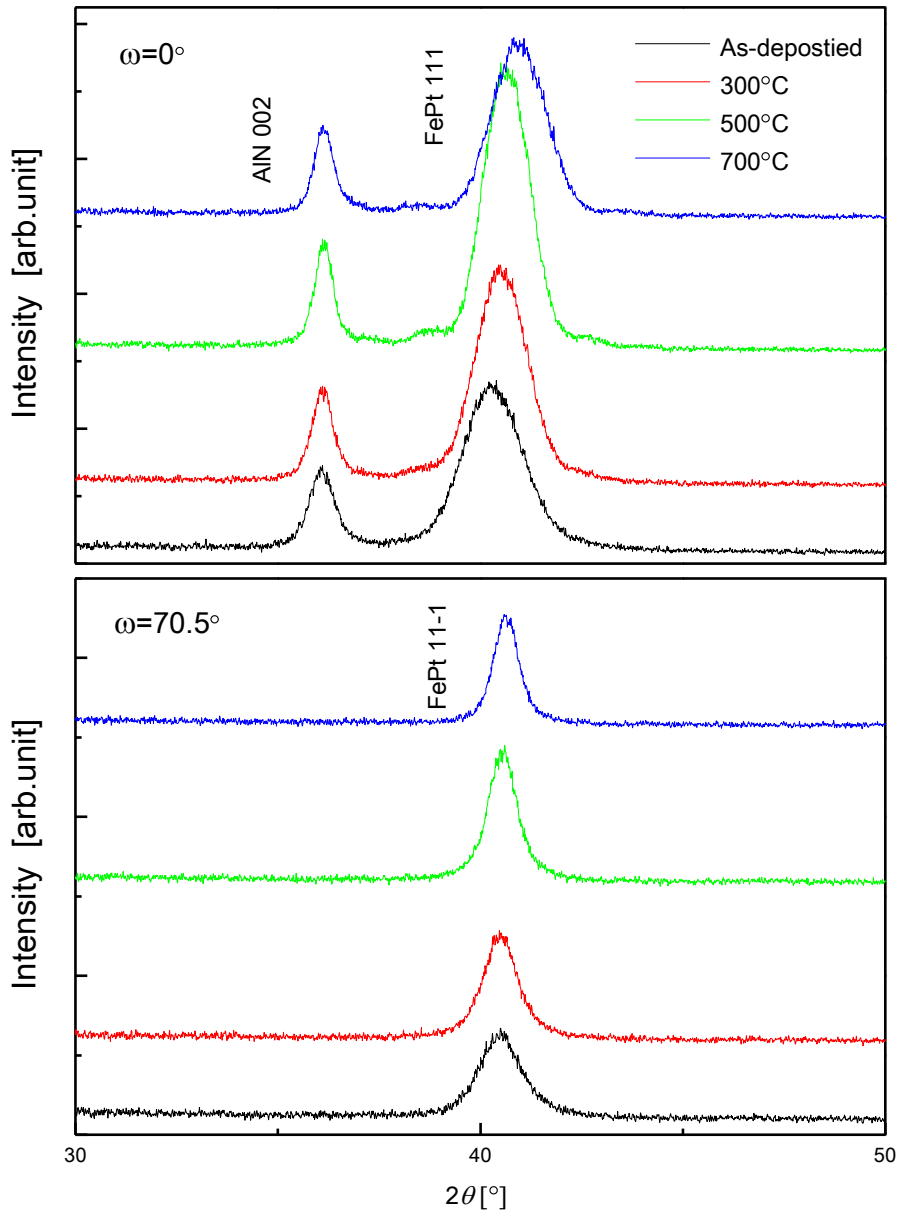 ω=0°
AlN 002
FePt 111
As-depostied
300°C
500°C
700°C
Intensity [arb.unit]
ω=70.5°
FePt 11-1
Intensity [arb.unit]
30
40
50
2θ[°]